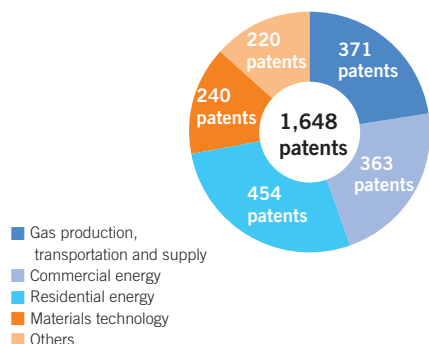 220
patents
371
patents
240
patents
1,648
patents
363
patents
454
patents
Gas production,
transportation and supply
Commercial energy
Residential energy
Materials technology
Others